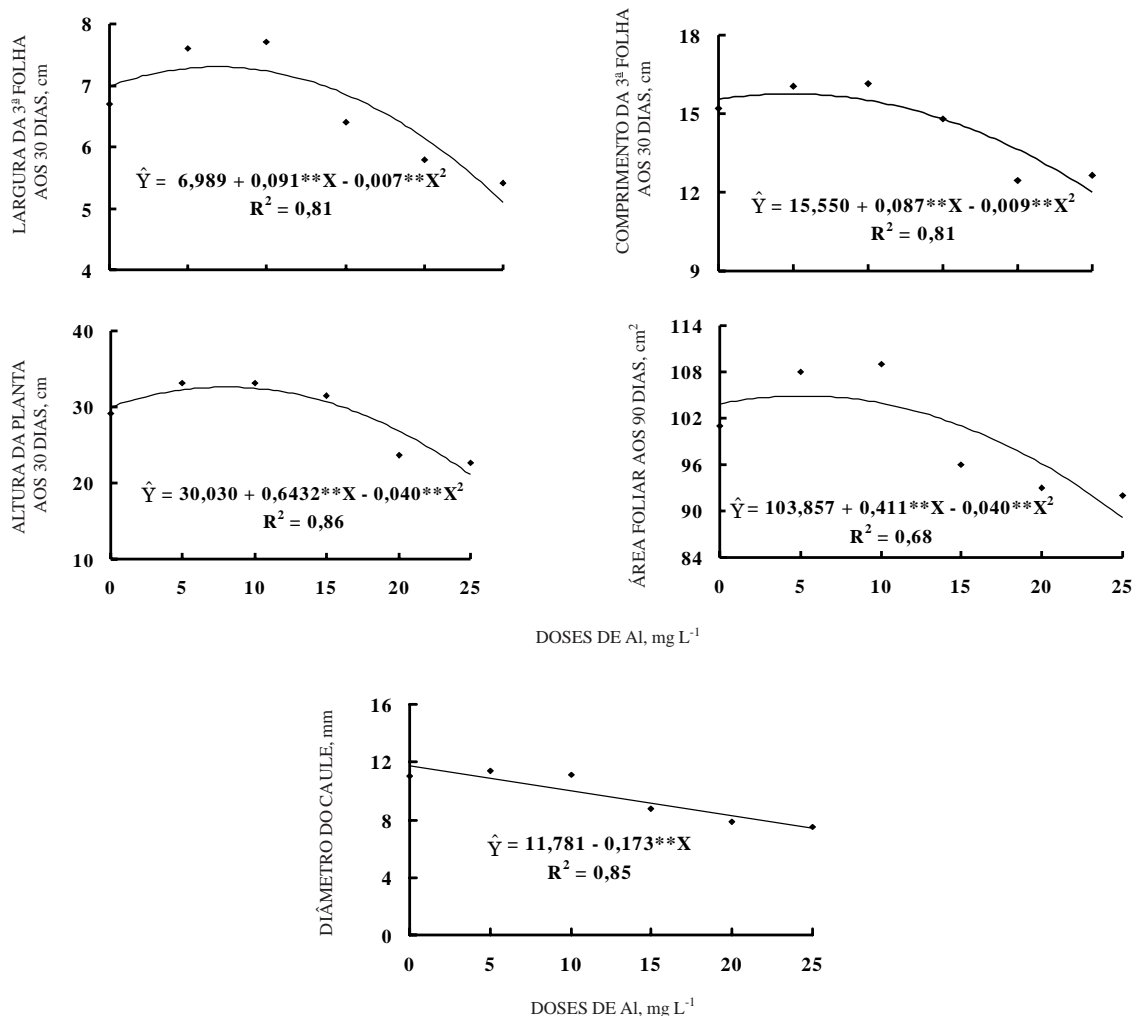 LARGURA DA 3ª FOLHA
AOS 30 DIAS, cm
8
7
6
5
4
Ŷ = 6,989 + 0,091**X - 0,007**X²
R² = 0,81
COMPRIMENTO DA 3ª FOLHA
AOS 30 DIAS, cm
18
15
12
9
Ŷ = 15,550 + 0,087**X - 0,009**X²
R² = 0,81
ALTURA DA PLANTA
AOS 30 DIAS, cm
40
30
20
10
Ŷ = 30,030 + 0,6432**X - 0,040**X²
R² = 0,86
0 5 10 15 20 25
ÁREA FOLIAR AOS 90 DIAS, cm²
114
108
102
96
90
84
Ŷ = 103,857 + 0,411**X - 0,040**X²
R² = 0,68
0 5 10 15 20 25
DOSES DE Al, mg L⁻¹
DIÂMETRO DO CAULE, mm
16
12
8
4
0
Ŷ = 11,781 - 0,173**X
R² = 0,85
0 5 10 15 20 25
DOSES DE Al, mg L⁻¹